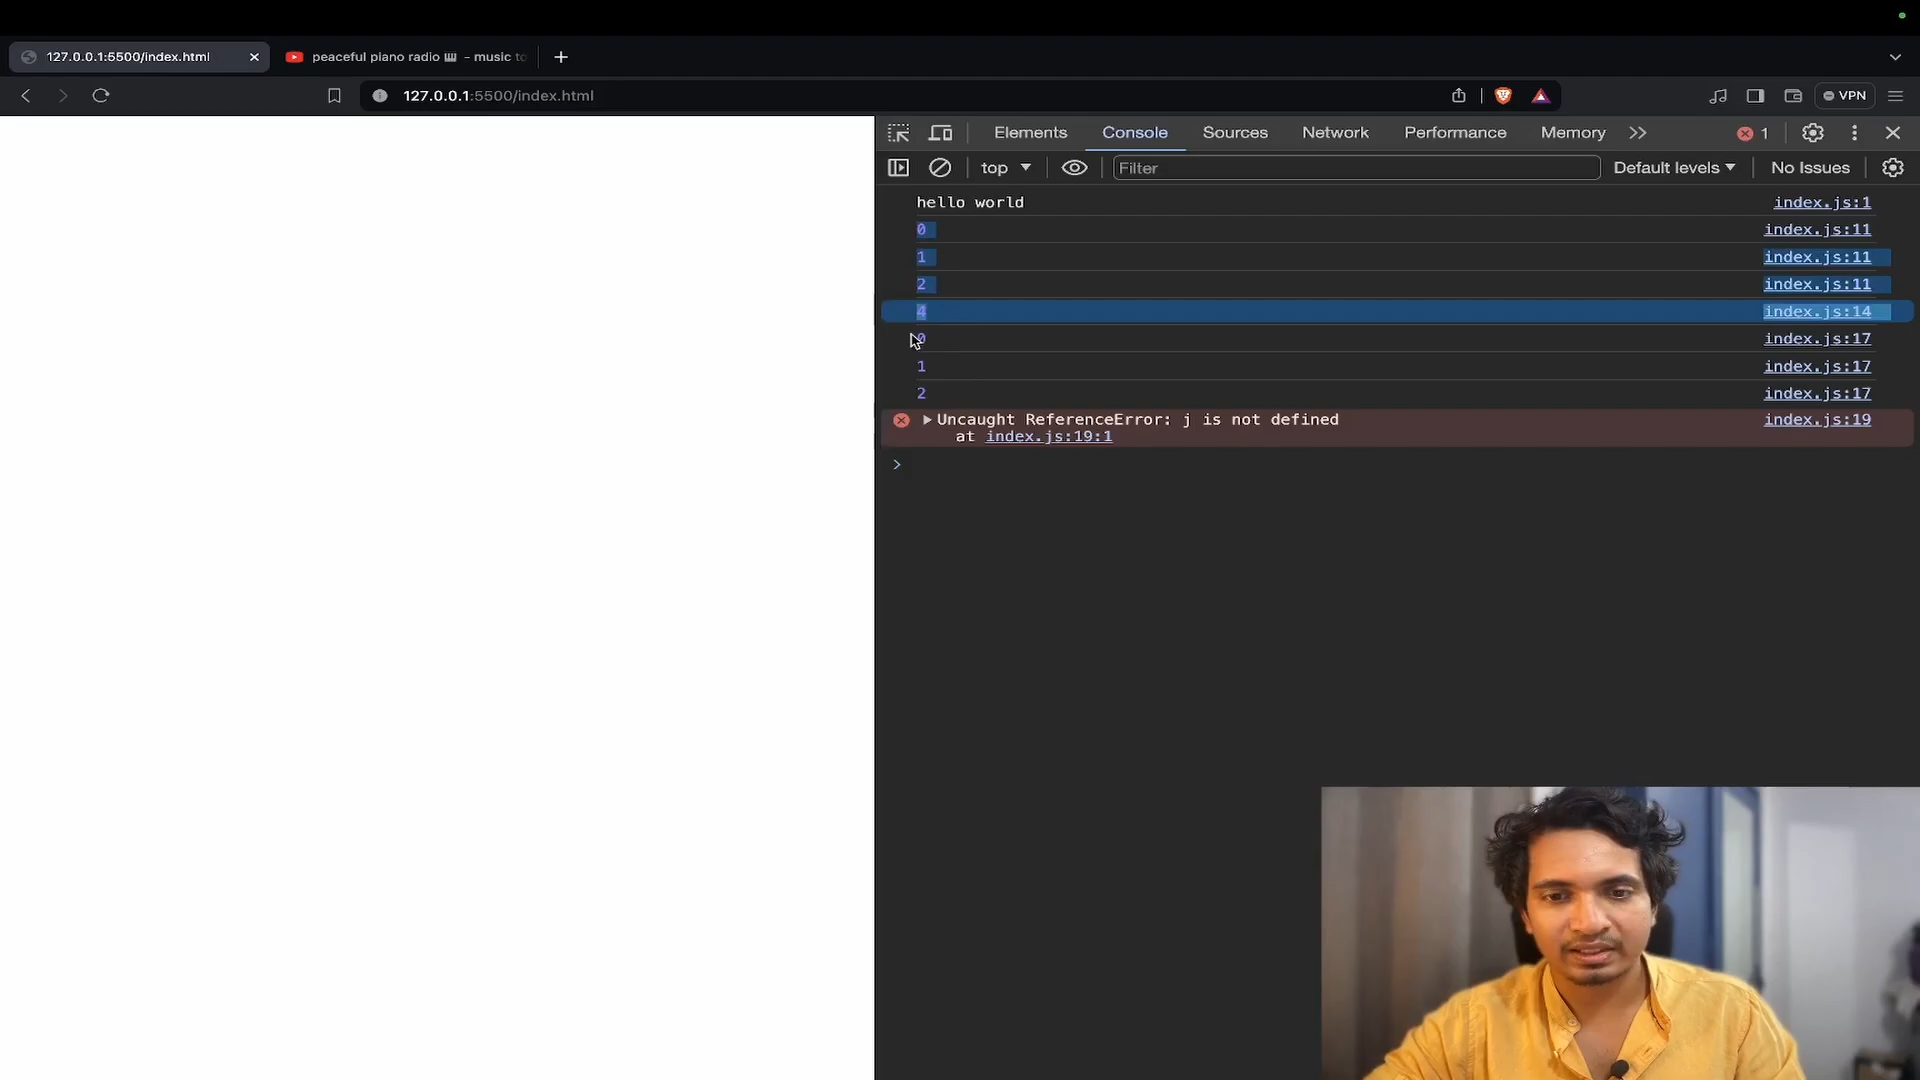 127.0.0.1:5500/index.html
peaceful piano radio 🎹 - music to
127.0.0.1:5500/index.html
VPN
Elements
Console
Sources
Network
Performance
Memory
1
top
Filter
Default levels
No Issues
hello world index.js:1
0 index.js:11
1 index.js:11
2 index.js:11
4 index.js:14
0 index.js:17
1 index.js:17
2 index.js:17
Uncaught ReferenceError: j is not defined index.js:19
at index.js:19:1